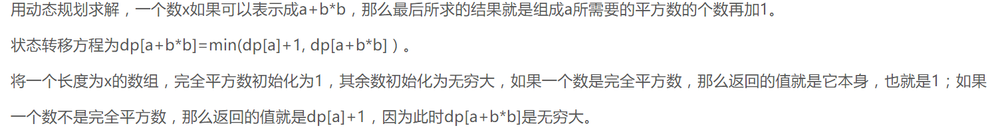 用动态规划求解，一个数x如果可以表示成a+b*b，那么最后所求的结果就是组成a所需要的平方数的个数再加1。
状态转移方程为dp[a+b*b]=min(dp[a]+1, dp[a+b*b] ) 。
将一个长度为x的数组，完全平方数初始化为1，其余数初始化为无穷大，如果一个数是完全平方数，那么返回的值就是它本身，也就是1；如果
一个数不是完全平方数，那么返回的值就是dp[a]+1，因为此时dp[a+b*b]是无穷大。